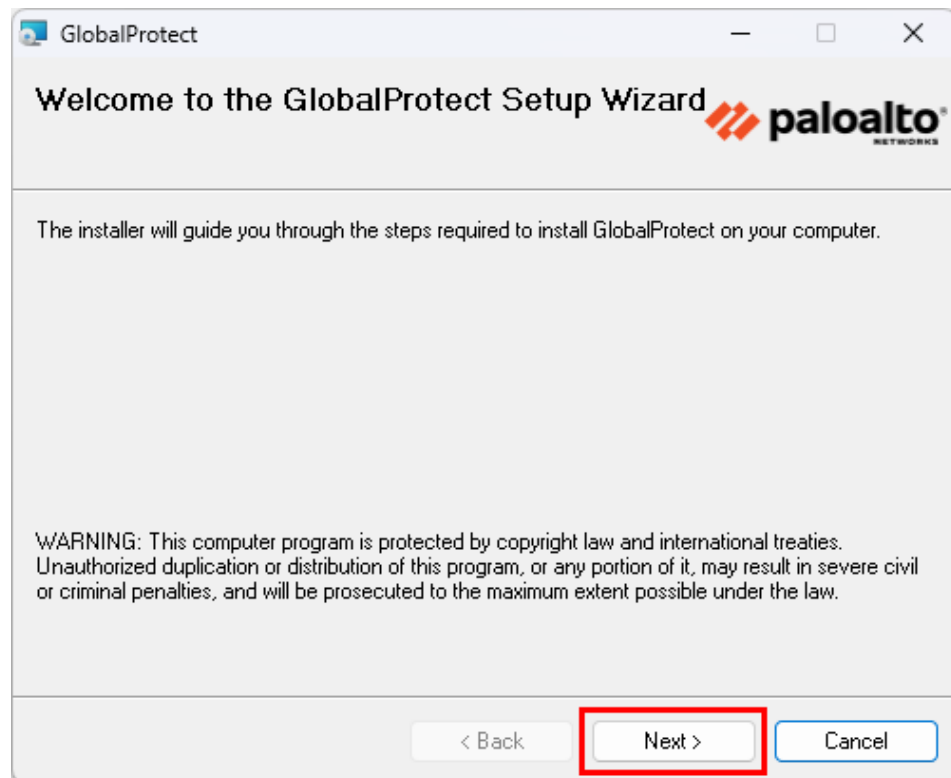 GlobalProtect
Welcome to the GlobalProtect Setup Wizard
paloalto®
NETWORKS
The installer will guide you through the steps required to install GlobalProtect on your computer.
WARNING: This computer program is protected by copyright law and international treaties.
Unauthorized duplication or distribution of this program, or any portion of it, may result in severe civil
or criminal penalties, and will be prosecuted to the maximum extent possible under the law.
< Back
Next >
Cancel